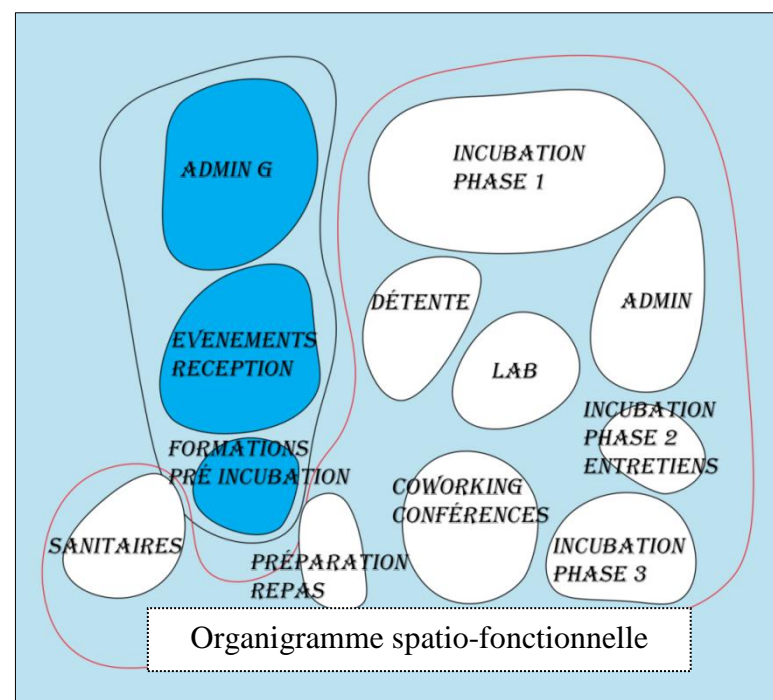 ADMIN G
EVENEMENTS
RECEPTION
FORMATIONS
PRÉ INCUBATION
SANITAIRES
PRÉPARATION
REPAS
INCUBATION
PHASE 1
DÉTENTE
LAB
ADMIN
INCUBATION
PHASE 2
ENTRETIENS
COWORKING
CONFÉRENCES
INCUBATION
PHASE 3
Organigramme spatio-fonctionnelle